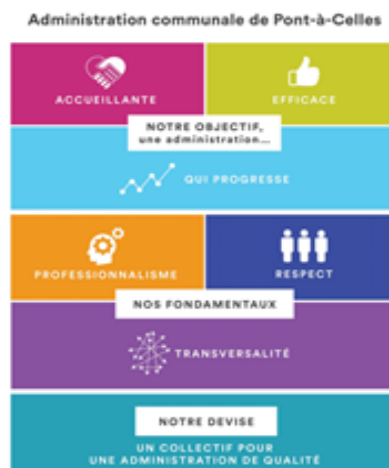 Administration communale de Pont-à-Celles
ACCUEILLANTE
EFFICACE
NOTRE OBJECTIF,
une administration...
QUI PROGRESSE
PROFESSIONNALISME
RESPECT
NOS FONDAMENTAUX
TRANSVERSALITÉ
NOTRE DEVISE
UN COLLECTIF POUR
UNE ADMINISTRATION DE QUALITÉ